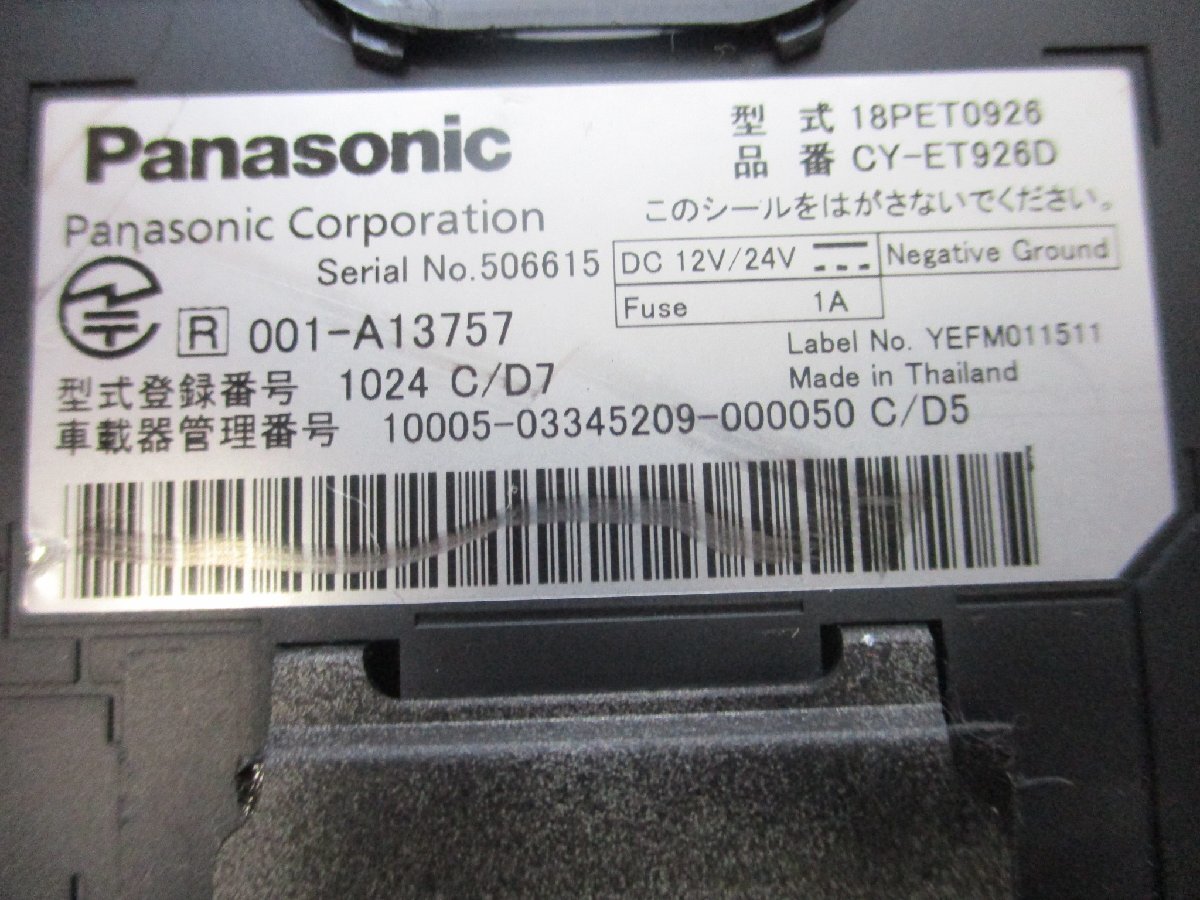 Panasonic
型 式 18PET0926
品 番 CY-ET926D
Panasonic Corporation
このシールをはがさないでください。
Serial No.506615
DC 12V/24V
Negative Ground
Fuse 1A
R 001-A13757
Label No. YEFM011511
Made in Thailand
型式登録番号 1024 C/D7
車載器管理番号 10005-03345209-000050 C/D5